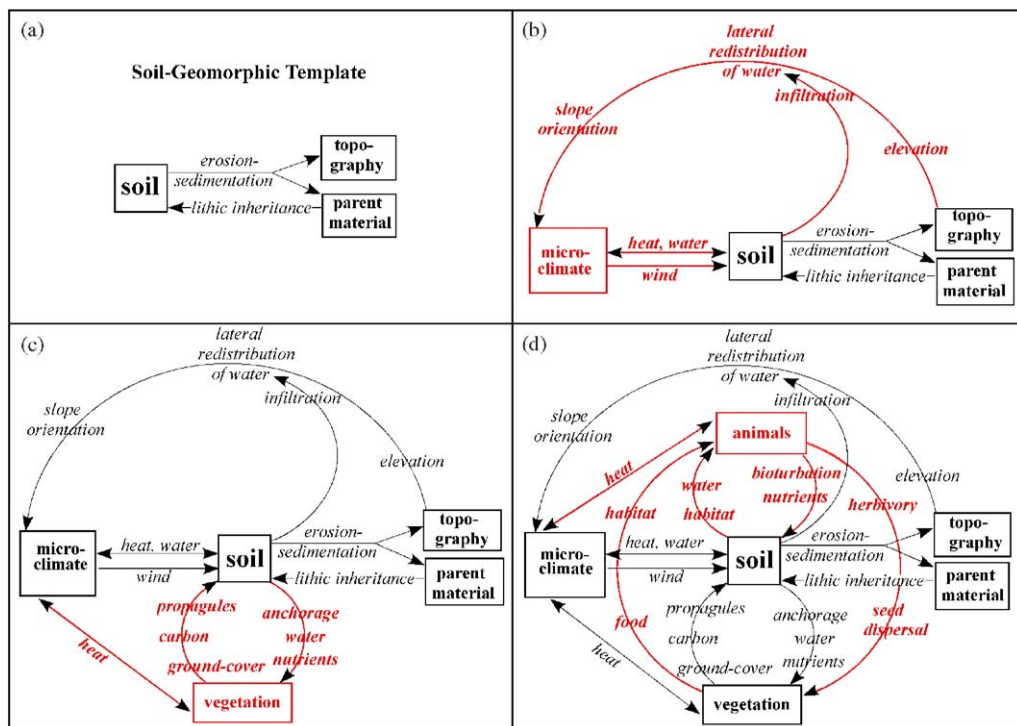 (a)
Soil-Geomorphic Template
soil
erosion-
sedimentation
lithic inheritance
topo-
graphy
parent
material
(b)
lateral
redistribution
of water
infiltration
slope
orientation
elevation
micro-
climate
heat, water
wind
soil
erosion-
sedimentation
lithic inheritance
topo-
graphy
parent
material
(c)
lateral
redistribution
of water
infiltration
slope
orientation
elevation
micro-
climate
heat, water
wind
soil
erosion-
sedimentation
lithic inheritance
topo-
graphy
parent
material
propagules
carbon
ground-cover
anchorage
water
nutrients
heat
vegetation
(d)
lateral
redistribution
of water
infiltration
slope
orientation
animals
elevation
heat
habitat
water
habitat
bioturbation
nutrients
herbivory
micro-
climate
heat, water
wind
soil
erosion-
sedimentation
lithic inheritance
topo-
graphy
parent
material
food
propagules
carbon
ground-cover
anchorage
water
nutrients
seed
dispersal
heat
vegetation